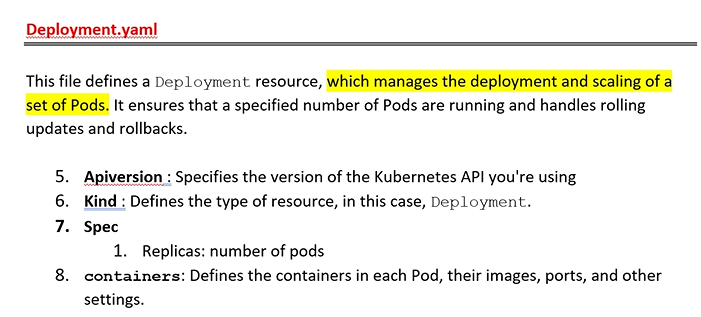 Deployment.yaml
This file defines a Deployment resource, which manages the deployment and scaling of a
set of Pods. It ensures that a specified number of Pods are running and handles rolling
updates and rollbacks.
5. Apiversion : Specifies the version of the Kubernetes API you're using
6. Kind : Defines the type of resource, in this case, Deployment.
7. Spec
1. Replicas: number of pods
8. containers: Defines the containers in each Pod, their images, ports, and other
settings.